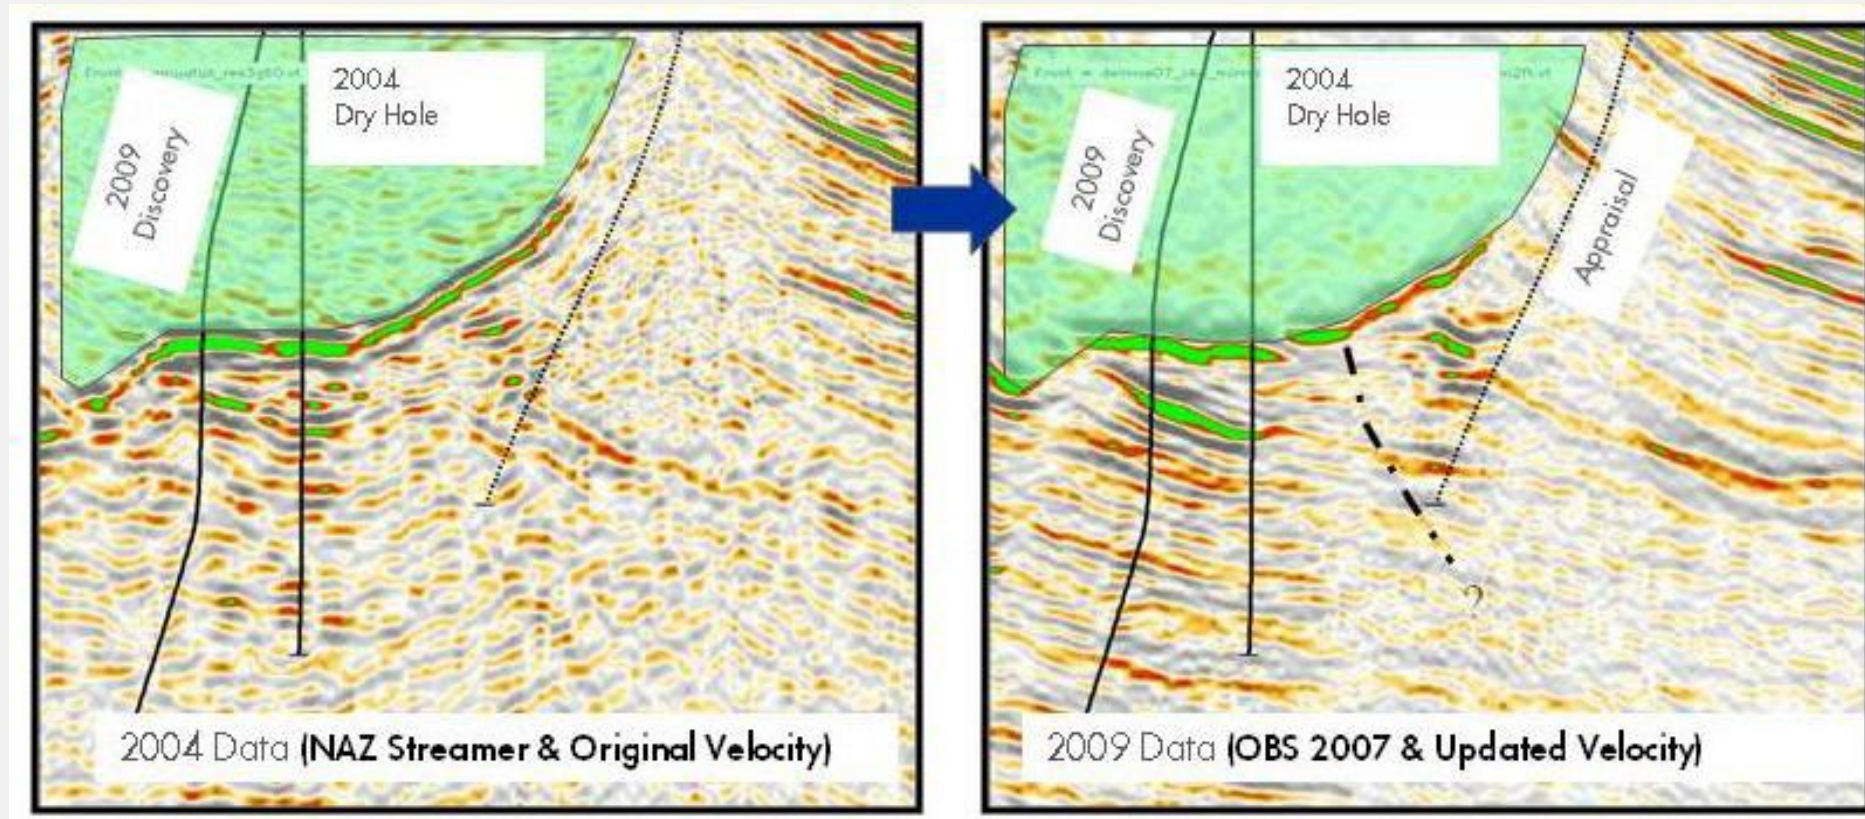 2004
Dry Hole
2009
Discovery
2004 Data (NAZ Streamer & Original Velocity)
2004
Dry Hole
2009
Discovery
Appraisal
?
2009 Data (OBS 2007 & Updated Velocity)